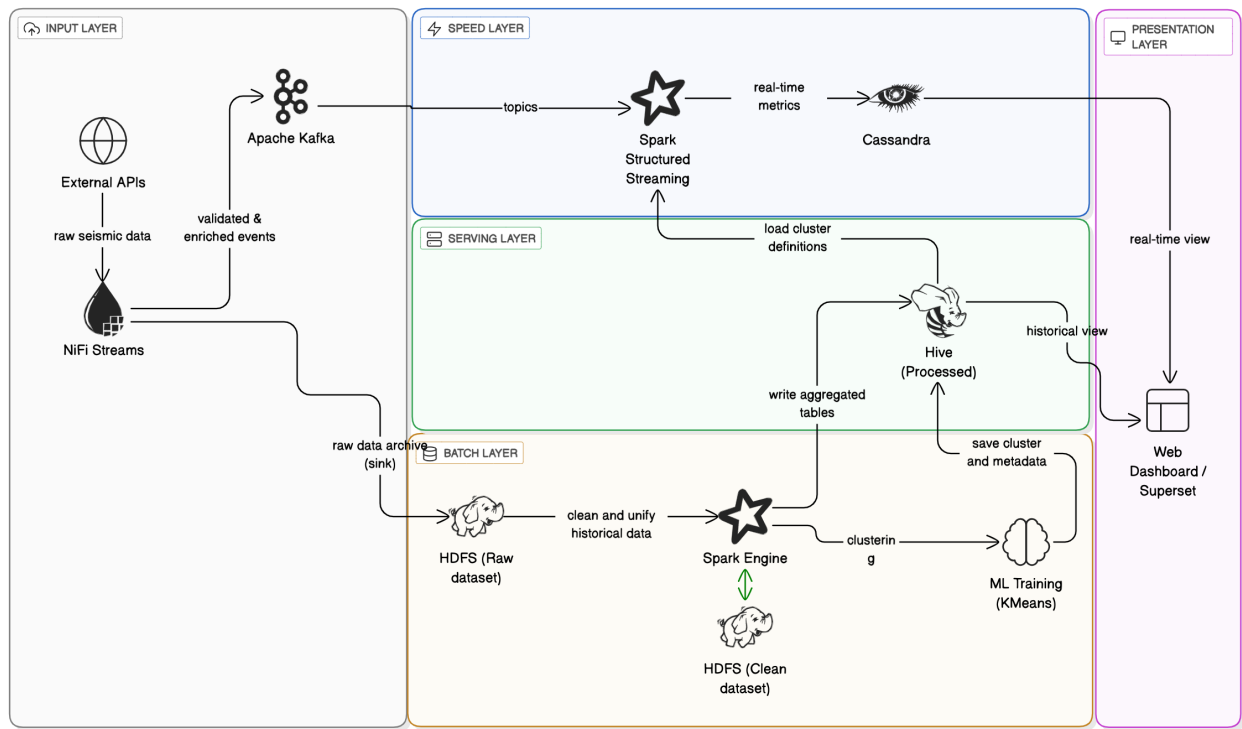 INPUT LAYER
SPEED LAYER
PRESENTATION
LAYER
Apache Kafka
External APIs
raw seismic data
validated &
enriched events
NiFi Streams
topics
Spark
Structured
Streaming
real-time
metrics
Cassandra
real-time view
SERVING LAYER
load cluster
definitions
Hive
(Processed)
historical view
write aggregated
tables
save cluster
and metadata
Web
Dashboard /
Superset
raw data archive
(sink)
BATCH LAYER
HDFS (Raw
dataset)
clean and unify
historical data
Spark Engine
clusterin
g
ML Training
(KMeans)
HDFS (Clean
dataset)